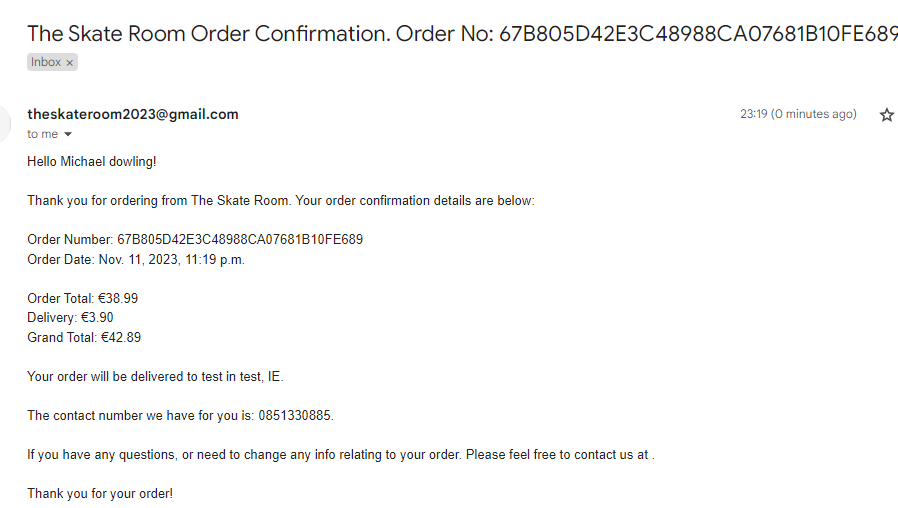 The Skate Room Order Confirmation. Order No: 67B805D42E3C48988CA07681B10FE689
Inbox ×
theskateroom2023@gmail.com
23:19 (0 minutes ago)
to me
Hello Michael dowling!
Thank you for ordering from The Skate Room. Your order confirmation details are below:
Order Number: 67B805D42E3C48988CA07681B10FE689
Order Date: Nov. 11, 2023, 11:19 p.m.
Order Total: €38.99
Delivery: €3.90
Grand Total: €42.89
Your order will be delivered to test in test, IE.
The contact number we have for you is: 0851330885.
If you have any questions, or need to change any info relating to your order. Please feel free to contact us at .
Thank you for your order!